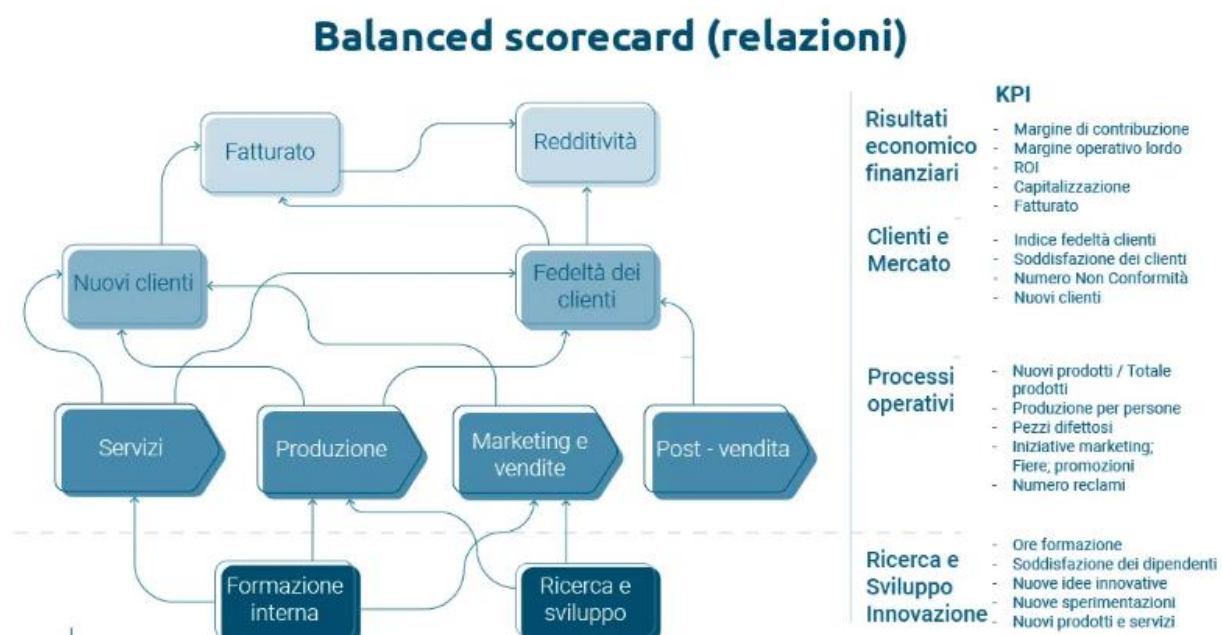 Balanced scorecard (relazioni)
Fatturato
Redditività
Nuovi clienti
Fedeltà dei
clienti
Servizi
Produzione
Marketing e
vendite
Post - vendita
Formazione
interna
Ricerca e
sviluppo
KPI
Risultati
economico
finanziari
- Margine di contribuzione
- Margine operativo lordo
- ROI
- Capitalizzazione
- Fatturato
Clienti e
Mercato
- Indice fedeltà clienti
- Soddisfazione dei clienti
- Numero Non Conformità
- Nuovi clienti
Processi
operativi
- Nuovi prodotti / Totale
prodotti
- Produzione per persone
- Pezzi difettosi
- Iniziative marketing;
Fiere; promozioni
- Numero reclami
Ricerca e
Sviluppo
Innovazione
- Ore formazione
- Soddisfazione dei dipendenti
- Nuove idee innovative
- Nuove sperimentazioni
- Nuovi prodotti e servizi